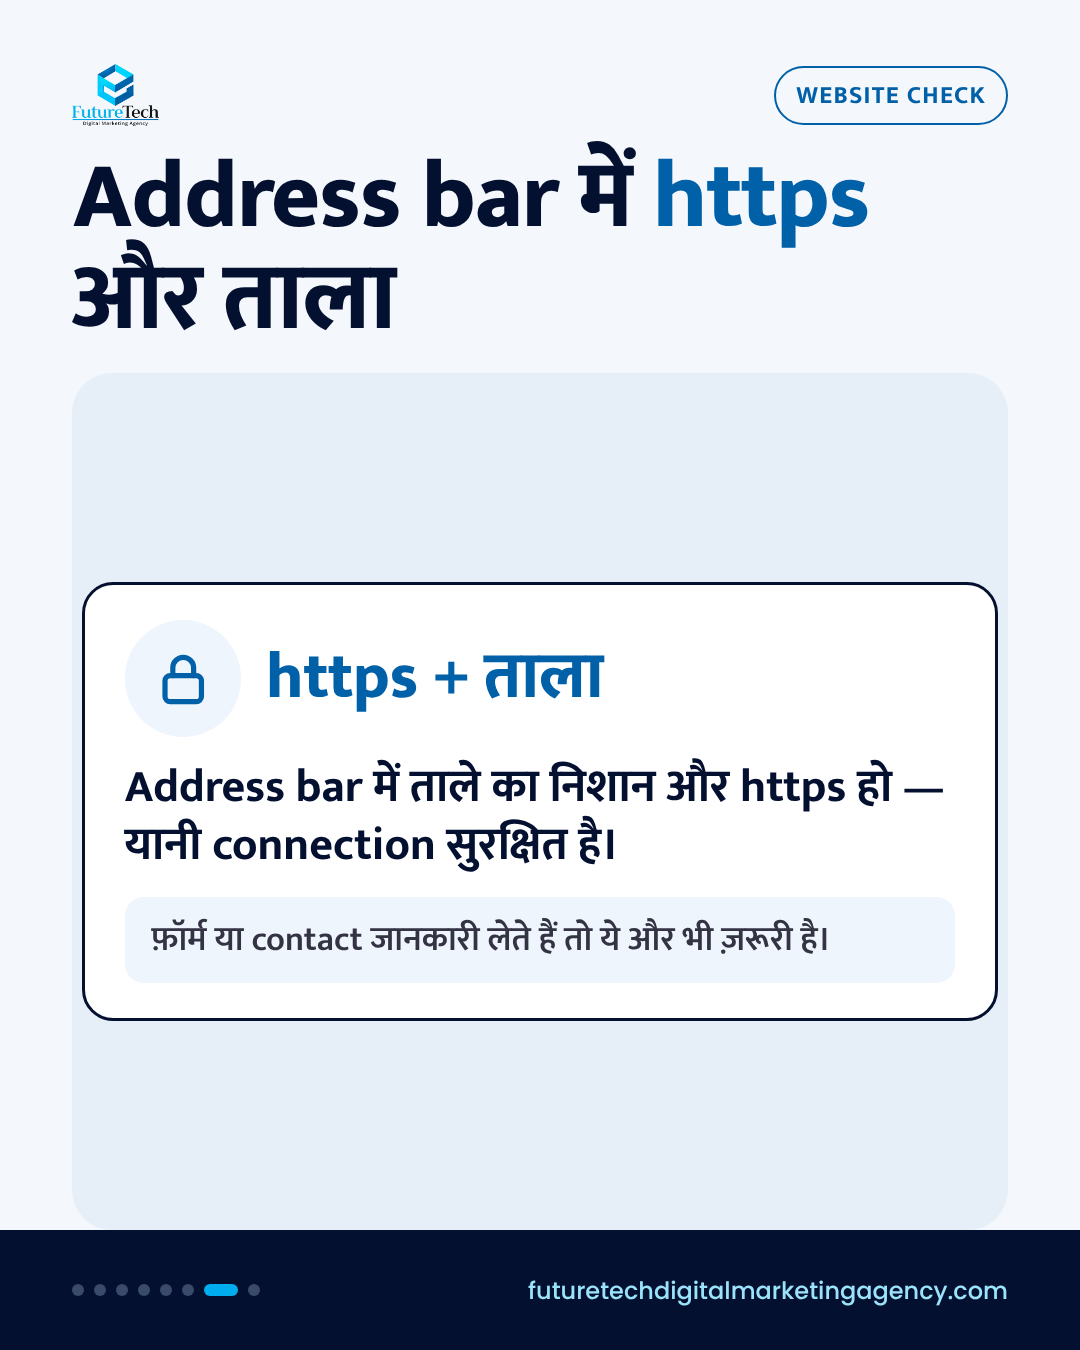 FutureTech
Digital Marketing Agency
WEBSITE CHECK
Address bar में https
और ताला
https + ताला
Address bar में ताले का निशान और https हो —
यानी connection सुरक्षित है।
फ़ॉर्म या contact जानकारी लेते हैं तो ये और भी ज़रूरी है।
futuretechdigitalmarketingagency.com